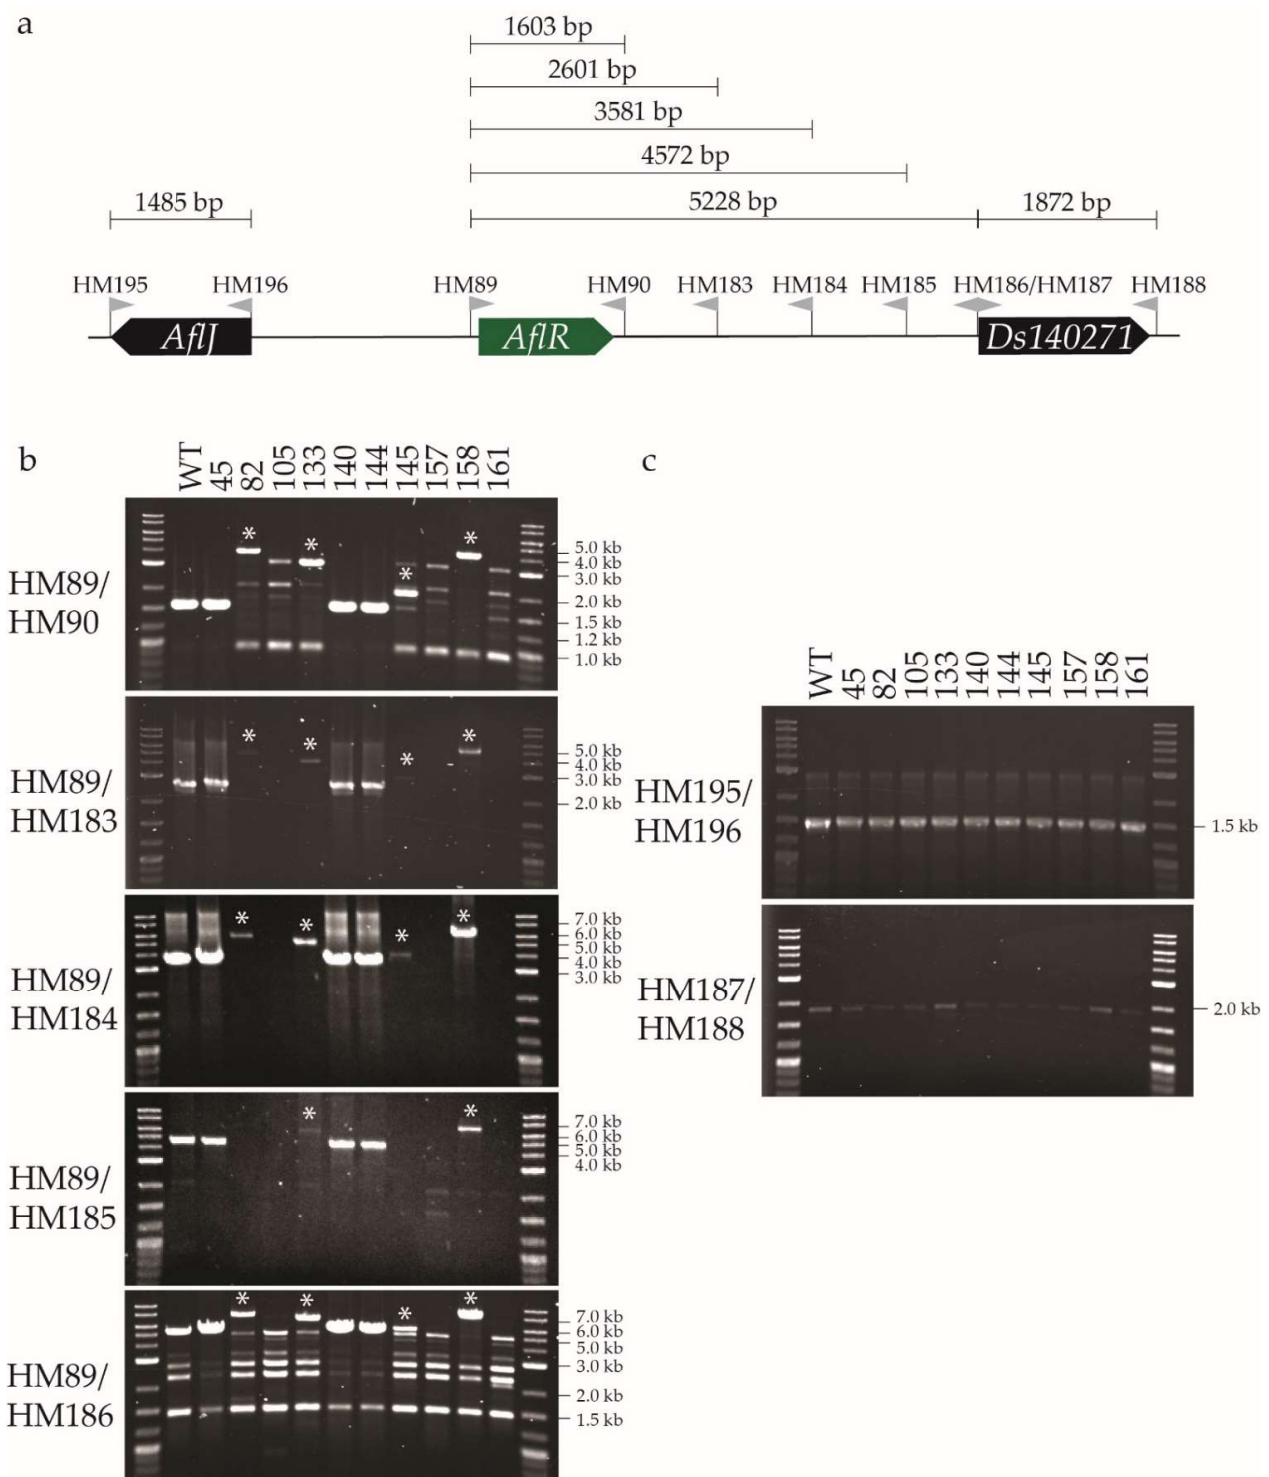 a
1603 bp
2601 bp
3581 bp
4572 bp
1485 bp 5228 bp 1872 bp
HM195 HM196 HM89 HM90 HM183 HM184 HM185 HM186/HM187 HM188
AflJ AflR Ds140271
b
WT 45 82 105 133 140 144 145 157 158 161
HM89/
HM90
* * * *
5.0 kb
4.0 kb
3.0 kb
2.0 kb
1.5 kb
1.2 kb
1.0 kb
HM89/
HM183
* * * *
5.0 kb
4.0 kb
3.0 kb
2.0 kb
HM89/
HM184
* * * *
7.0 kb
6.0 kb
5.0 kb
4.0 kb
3.0 kb
HM89/
HM185
* *
7.0 kb
6.0 kb
5.0 kb
4.0 kb
HM89/
HM186
* * * *
7.0 kb
6.0 kb
5.0 kb
3.0 kb
2.0 kb
1.5 kb
c
WT 45 82 105 133 140 144 145 157 158 161
HM195/
HM196
1.5 kb
HM187/
HM188
2.0 kb